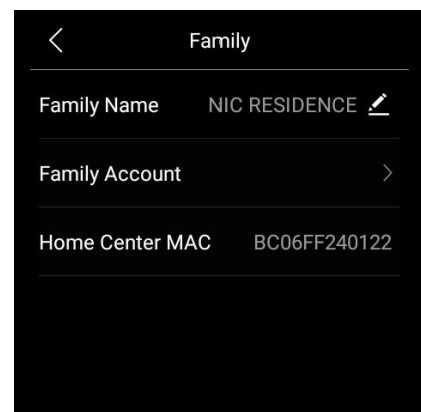 Family
Family Name NIC RESIDENCE
Family Account
Home Center MAC BC06FF240122